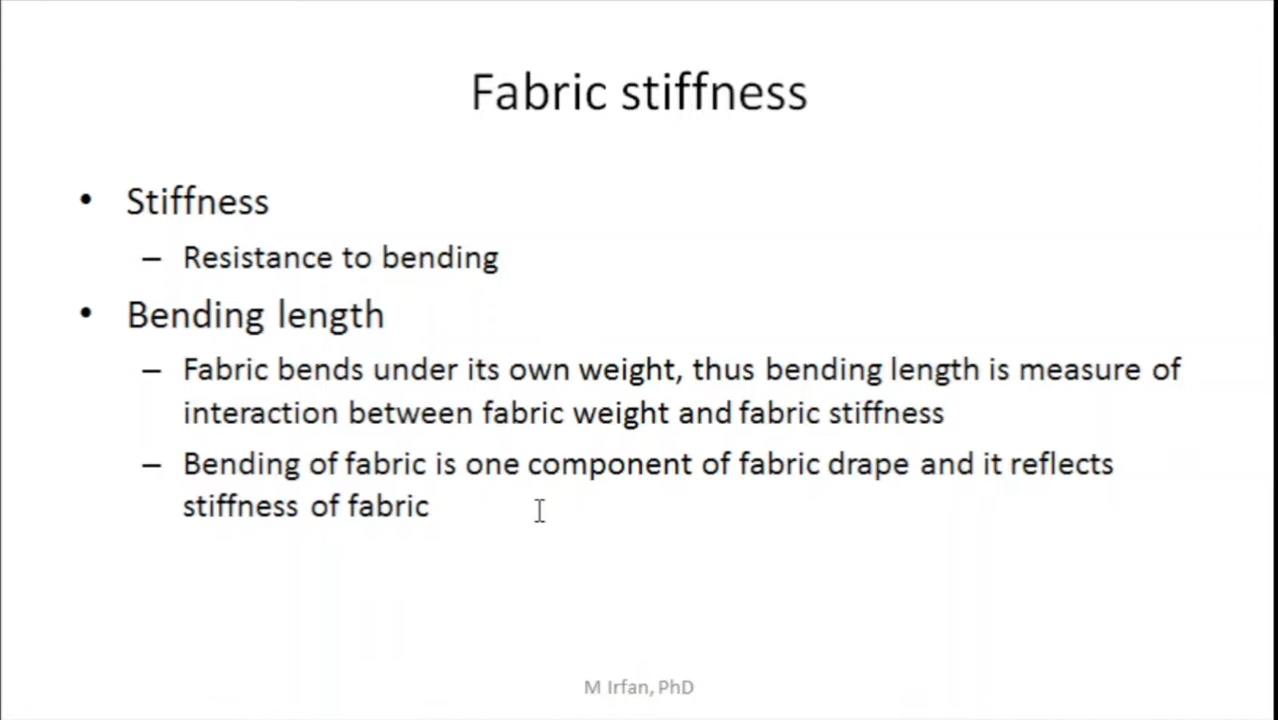 Fabric stiffness
• Stiffness
– Resistance to bending
• Bending length
– Fabric bends under its own weight, thus bending length is measure of
interaction between fabric weight and fabric stiffness
– Bending of fabric is one component of fabric drape and it reflects
stiffness of fabric
M Irfan, PhD